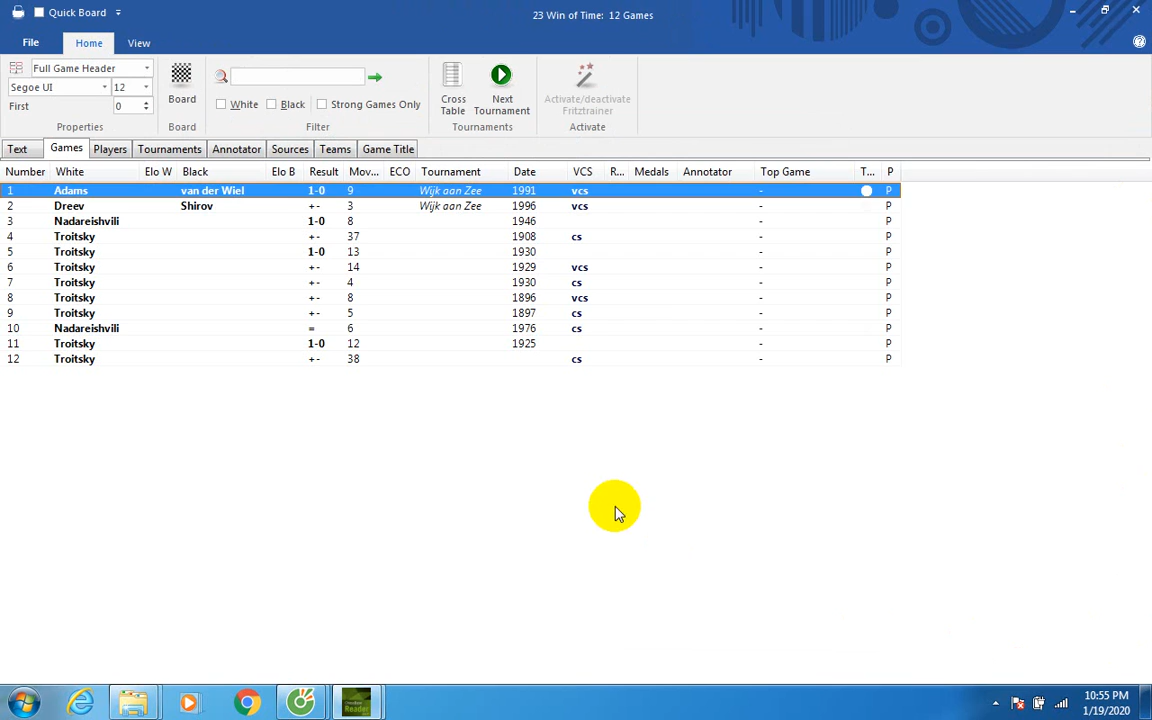 Quick Board
23 Win of Time: 12 Games
File Home View
Full Game Header
Segoe UI 12
First 0
Properties
Board
Board
White Black Strong Games Only
Filter
Cross Table
Next Tournament
Tournaments
Activate/deactivate Fritztrainer
Activate
Text Games Players Tournaments Annotator Sources Teams Game Title
Number White Elo W Black Elo B Result Mov... ECO Tournament Date VCS R... Medals Annotator Top Game T... P
1 Adams van der Wiel 1-0 9 Wijk aan Zee 1991 vcs - P
2 Dreev Shirov +- 3 Wijk aan Zee 1996 vcs - P
3 Nadareishvili 1-0 8 1946 - P
4 Troitsky +- 37 1908 cs - P
5 Troitsky 1-0 13 1930 - P
6 Troitsky +- 14 1929 vcs - P
7 Troitsky +- 4 1930 cs - P
8 Troitsky +- 8 1896 vcs - P
9 Troitsky +- 5 1897 cs - P
10 Nadareishvili = 6 1976 cs - P
11 Troitsky 1-0 12 1925 - P
12 Troitsky +- 38 cs - P
Reader
10:55 PM
1/19/2020